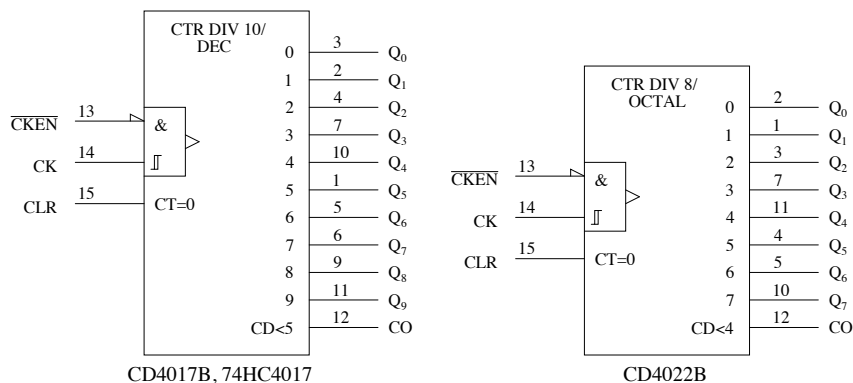 CTR DIV 10/
DEC
0 3 Q0
1 2 Q1
2 4 Q2
3 7 Q3
4 10 Q4
5 1 Q5
6 5 Q6
7 6 Q7
8 9 Q8
9 11 Q9
CD<5 12 CO
CKEN 13
&
CK 14
CLR 15
CT=0
CD4017B, 74HC4017
CTR DIV 8/
OCTAL
0 2 Q0
1 1 Q1
2 3 Q2
3 7 Q3
4 11 Q4
5 4 Q5
6 5 Q6
7 10 Q7
CD<4 12 CO
CKEN 13
&
CK 14
CLR 15
CT=0
CD4022B